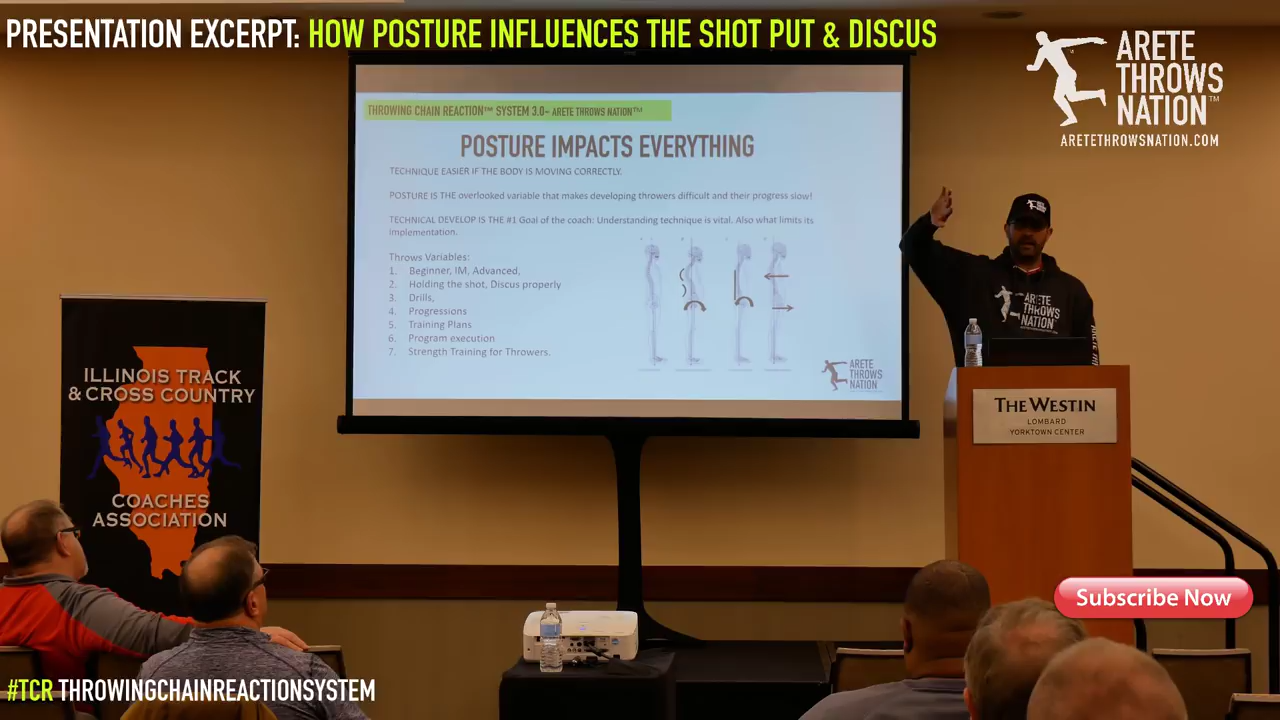 PRESENTATION EXCERPT: HOW POSTURE INFLUENCES THE SHOT PUT & DISCUS
ARETE
THROWS
NATION™
ARETETHROWSNATION.COM
THROWING CHAIN REACTION™ SYSTEM 3.0- ARETE THROWS NATION™
POSTURE IMPACTS EVERYTHING
TECHNIQUE EASIER IF THE BODY IS MOVING CORRECTLY.
POSTURE IS THE overlooked variable that makes developing throwers difficult and their progress slow!
TECHNICAL DEVELOP IS THE #1 Goal of the coach: Understanding technique is vital. Also what limits its
implementation.
Throws Variables:
1. Beginner, IM, Advanced,
2. Holding the shot, Discus properly
3. Drills,
4. Progressions
5. Training Plans
6. Program execution
7. Strength Training for Throwers.
ARETE
THROWS
NATION
ARETE
THROWS
NATION
THE WESTIN
LOMBARD
YORKTOWN CENTER
ILLINOIS TRACK
& CROSS COUNTRY
COACHES
ASSOCIATION
Subscribe Now
#TCR THROWINGCHAINREACTIONSYSTEM